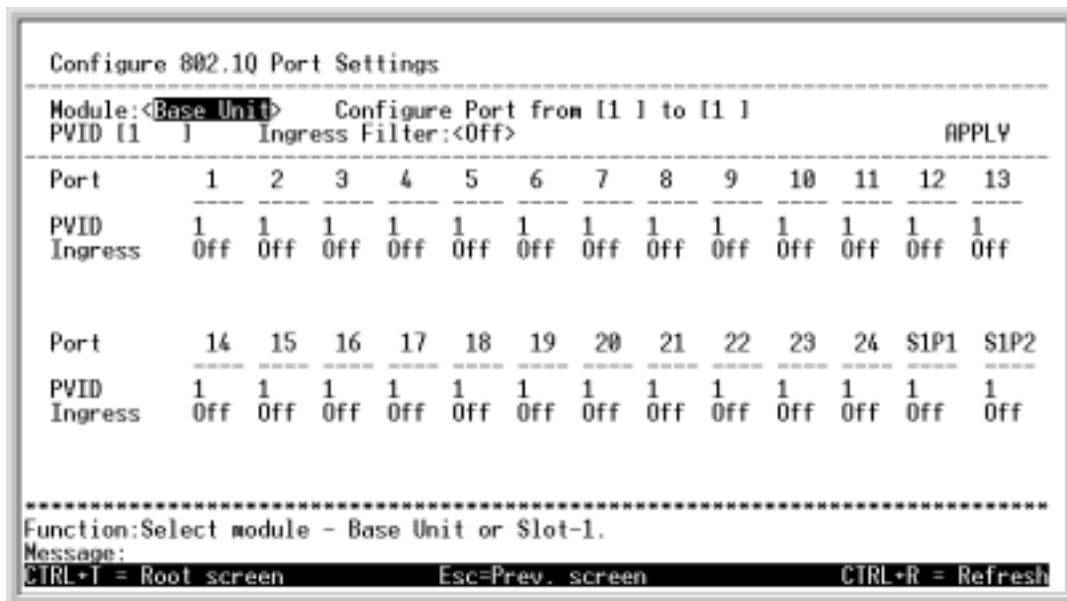 Configure 802.1Q Port Settings
Module:<Base Unit> Configure Port from [1 ] to [1 ]
PVID [1 ] Ingress Filter:<Off> APPLY
Port 1 2 3 4 5 6 7 8 9 10 11 12 13
PVID 1 1 1 1 1 1 1 1 1 1 1 1 1
Ingress Off Off Off Off Off Off Off Off Off Off Off Off Off
Port 14 15 16 17 18 19 20 21 22 23 24 S1P1 S1P2
PVID 1 1 1 1 1 1 1 1 1 1 1 1 1
Ingress Off Off Off Off Off Off Off Off Off Off Off Off Off
Function:Select module - Base Unit or Slot-1.
Message:
CTRL+T = Root screen Esc=Prev. screen CTRL+R = Refresh